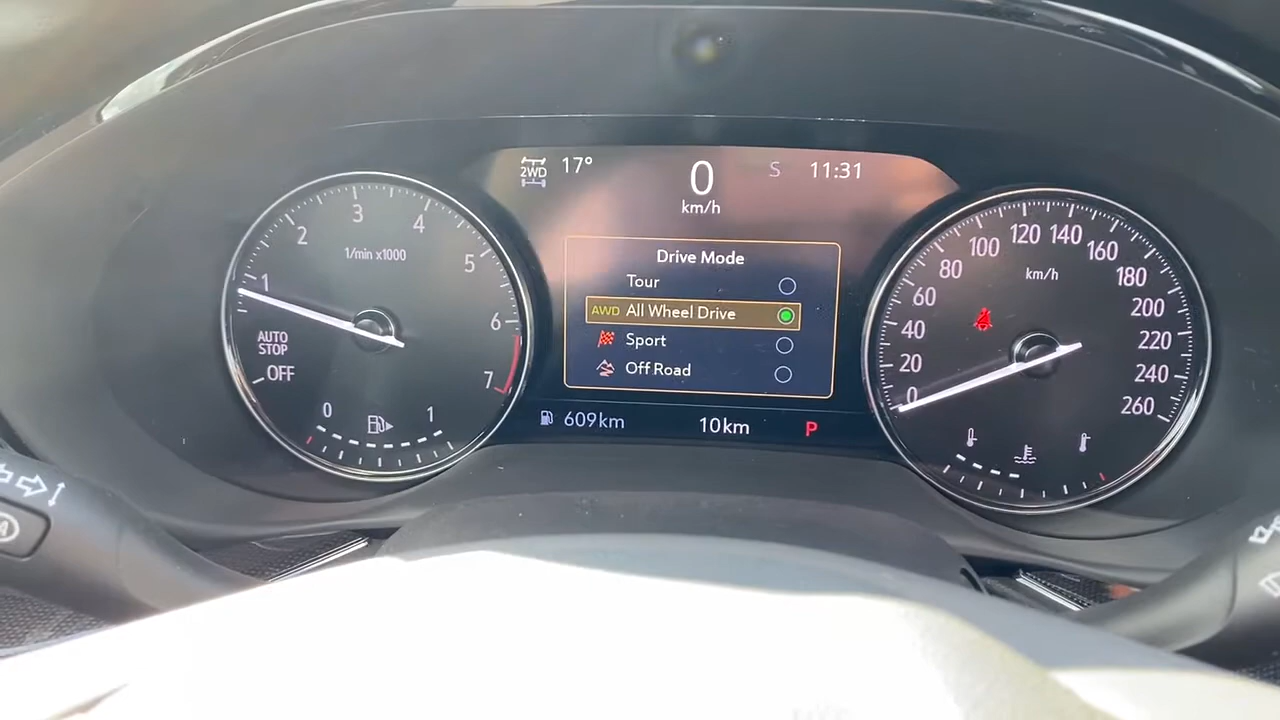 2WD 17° 0 S 11:31
km/h
1 2 3 4 5 6 7
1/min x1000
AUTO
STOP
OFF
0 1
Drive Mode
Tour
AWD All Wheel Drive
Sport
Off Road
609km 10km P
0 20 40 60 80 100 120 140 160 180 200 220 240 260
km/h
A